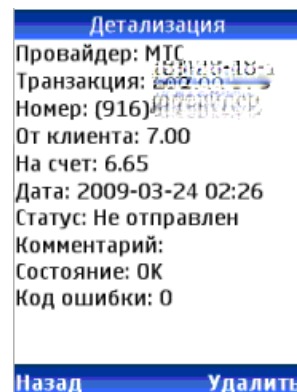 Детализация
Провайдер: МТС
Транзакция:
Номер: (916)
От клиента: 7.00
На счет: 6.65
Дата: 2009-03-24 02:26
Статус: Не отправлен
Комментарий:
Состояние: OK
Код ошибки: 0
Назад Удалить